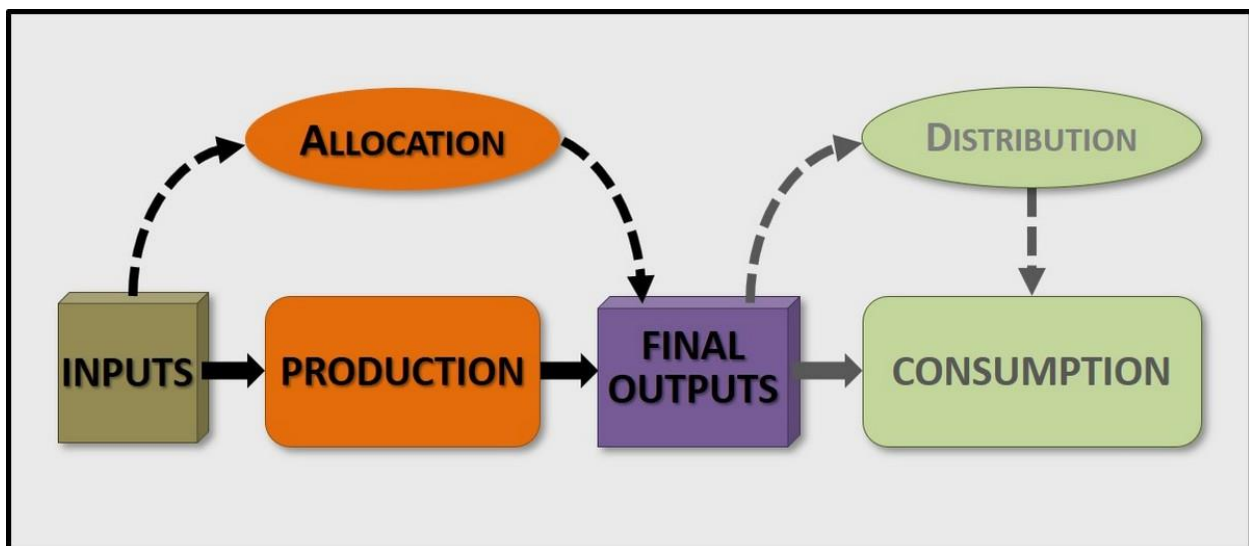 ALLOCATION
DISTRIBUTION
INPUTS
PRODUCTION
FINAL
OUTPUTS
CONSUMPTION